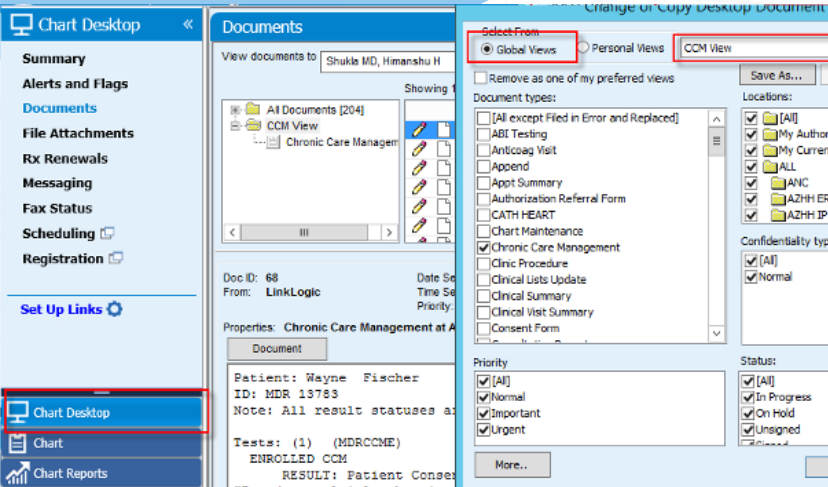 Chart Desktop «
Summary
Alerts and Flags
Documents
File Attachments
Rx Renewals
Messaging
Fax Status
Scheduling
Registration
Set Up Links
Chart Desktop
Chart
Chart Reports
Documents
View documents to Shukla MD, Himanshu H
Showing 1
All Documents [204]
CCM View
Chronic Care Managem
Doc ID: 68 Date Se
From: LinkLogic Time Se
Priority:
Properties: Chronic Care Management at A
Document
Patient: Wayne Fischer
ID: MDR 13783
Note: All result statuses a
Tests: (1) (MDRCCME)
ENROLLED CCM
RESULT: Patient Conse
Change or Copy Desktop Document
Select From
Global Views Personal Views CCM View
Remove as one of my preferred views Save As...
Document types:
[All except Filed in Error and Replaced]
ABI Testing
Anticoag Visit
Append
Appt Summary
Authorization Referral Form
CATH HEART
Chart Maintenance
Chronic Care Management
Clinic Procedure
Clinical Lists Update
Clinical Summary
Clinical Visit Summary
Consent Form
Locations:
[All]
My Author
My Curren
ALL
ANC
AZHH ER
AZHH IP
Confidentiality typ
[All]
Normal
Priority
[All]
Normal
Important
Urgent
Status:
[All]
In Progress
On Hold
Unsigned
Signed
More..